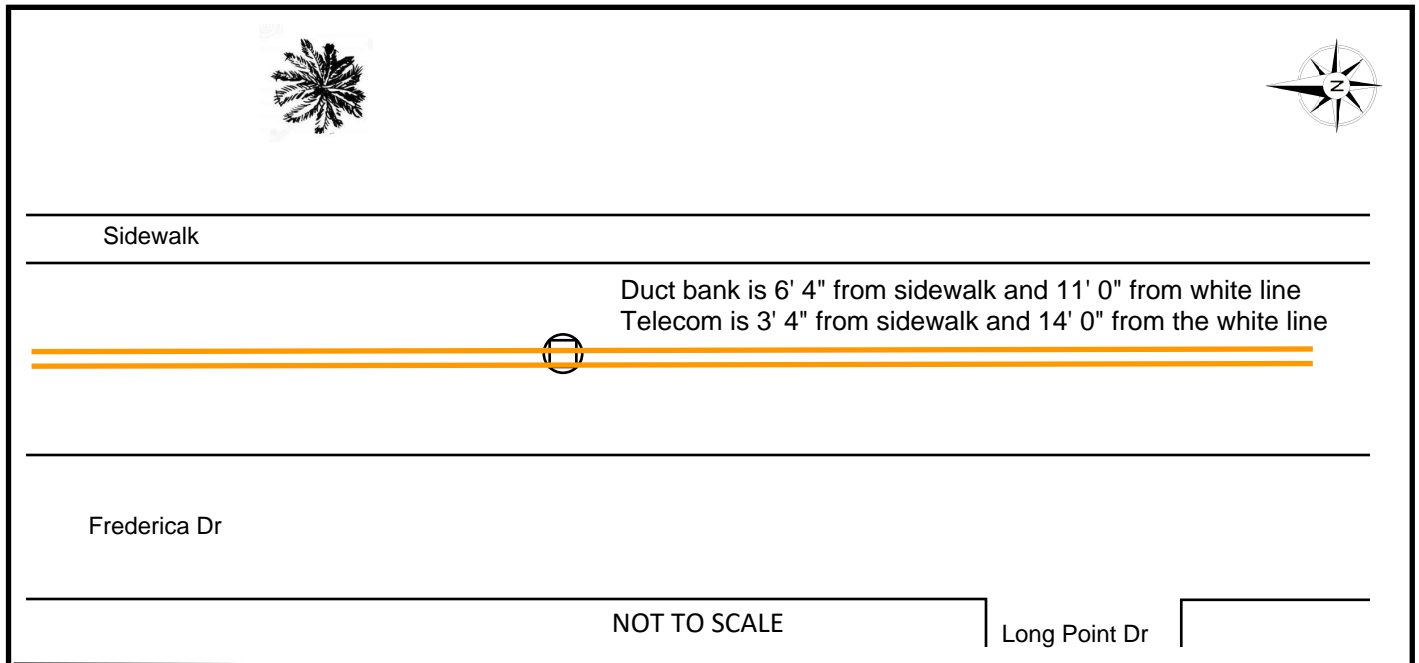 N
Sidewalk
Duct bank is 6' 4" from sidewalk and 11' 0" from white line
Telecom is 3' 4" from sidewalk and 14' 0" from the white line
Frederica Dr
NOT TO SCALE
Long Point Dr